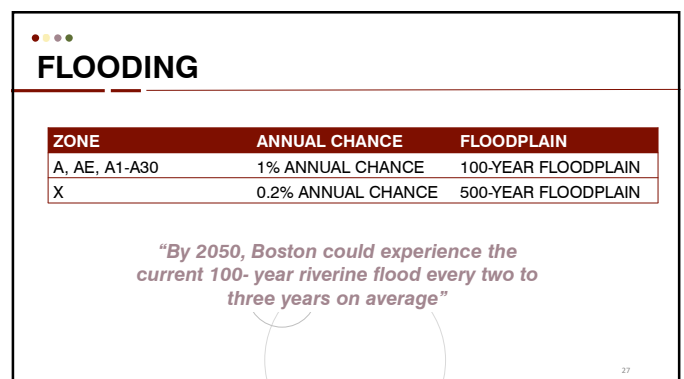 FLOODING
ZONE ANNUAL CHANCE FLOODPLAIN
A, AE, A1-A30 1% ANNUAL CHANCE 100-YEAR FLOODPLAIN
X 0.2% ANNUAL CHANCE 500-YEAR FLOODPLAIN
“By 2050, Boston could experience the
current 100- year riverine flood every two to
three years on average”
27